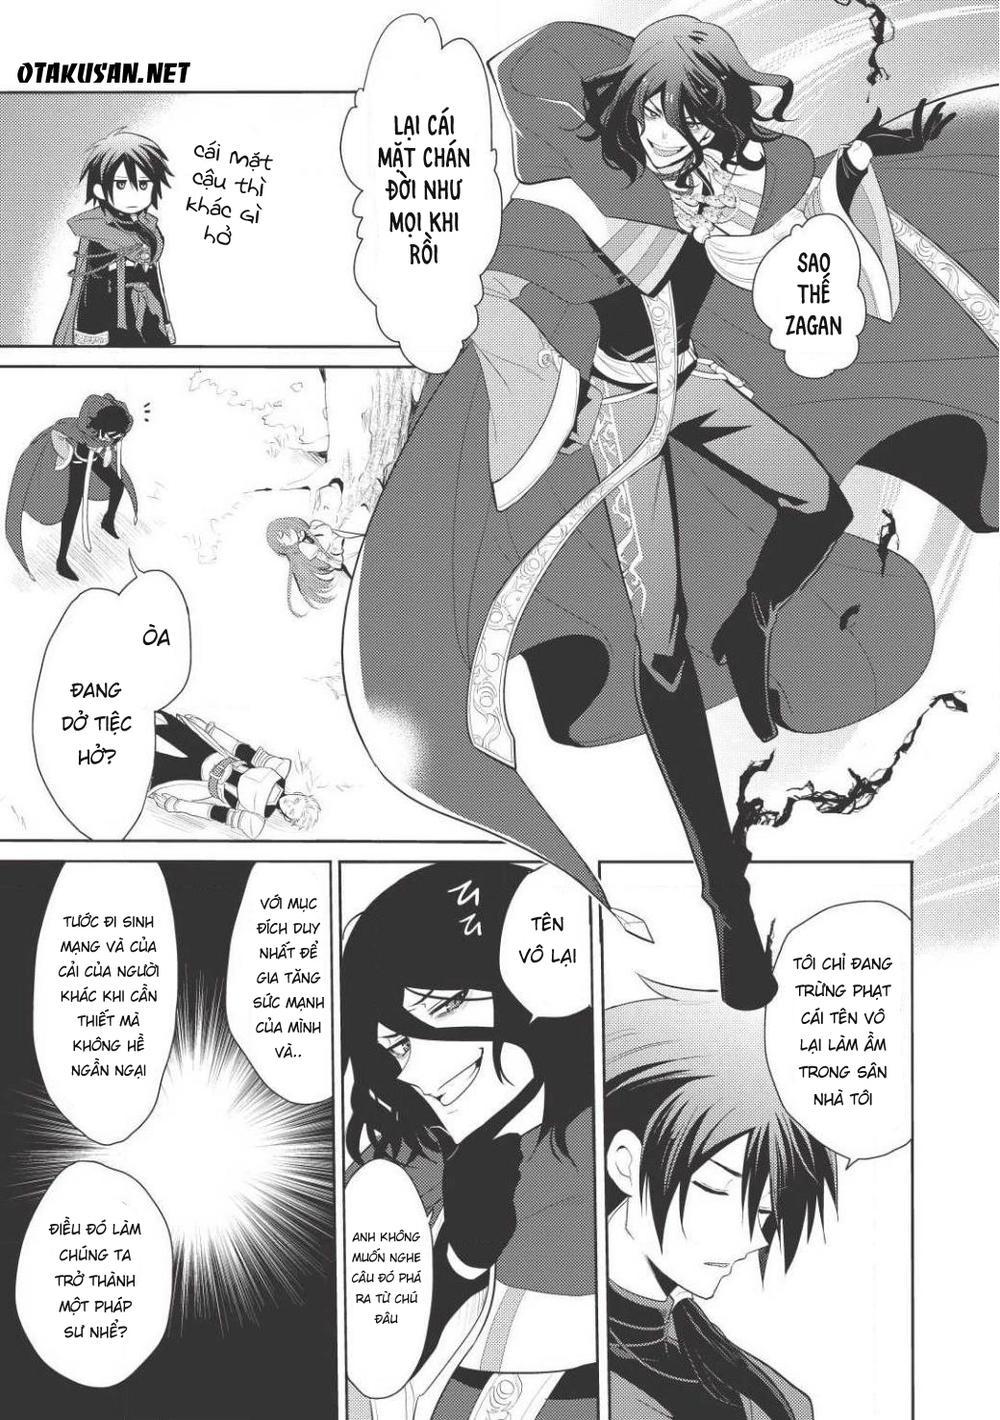 OTAKUSAN.NET
SAO
THẾ
ZAGAN
LẠI CÁI
MẶT CHÁN
ĐỜI NHƯ
MỌI KHI
RỒI
cái mặt
cậu thì
khác gì
hở
ÒA
ĐANG
DỞ TIỆC
HỞ?
TÔI CHỈ ĐANG
TRỪNG PHẠT
CÁI TÊN VÔ
LẠI LÀM ẦM
TRONG SÂN
NHÀ TÔI
TÊN
VÔ LẠI
ANH KHÔNG
MUỐN NGHE
CÂU ĐÓ PHÁ
RA TỪ CHÚ
ĐÂU
VỚI MỤC
ĐÍCH DUY
NHẤT ĐỂ
GIA TĂNG
SỨC MẠNH
CỦA MÌNH
VÀ..
TƯỚC ĐI SINH
MẠNG VÀ CỦA
CẢI CỦA NGƯỜI
KHÁC KHI CẦN
THIẾT MÀ
KHÔNG HỀ
NGẦN NGẠI
ĐIỀU ĐÓ LÀM
CHÚNG TA
TRỞ THÀNH
MỘT PHÁP
SƯ NHỂ?